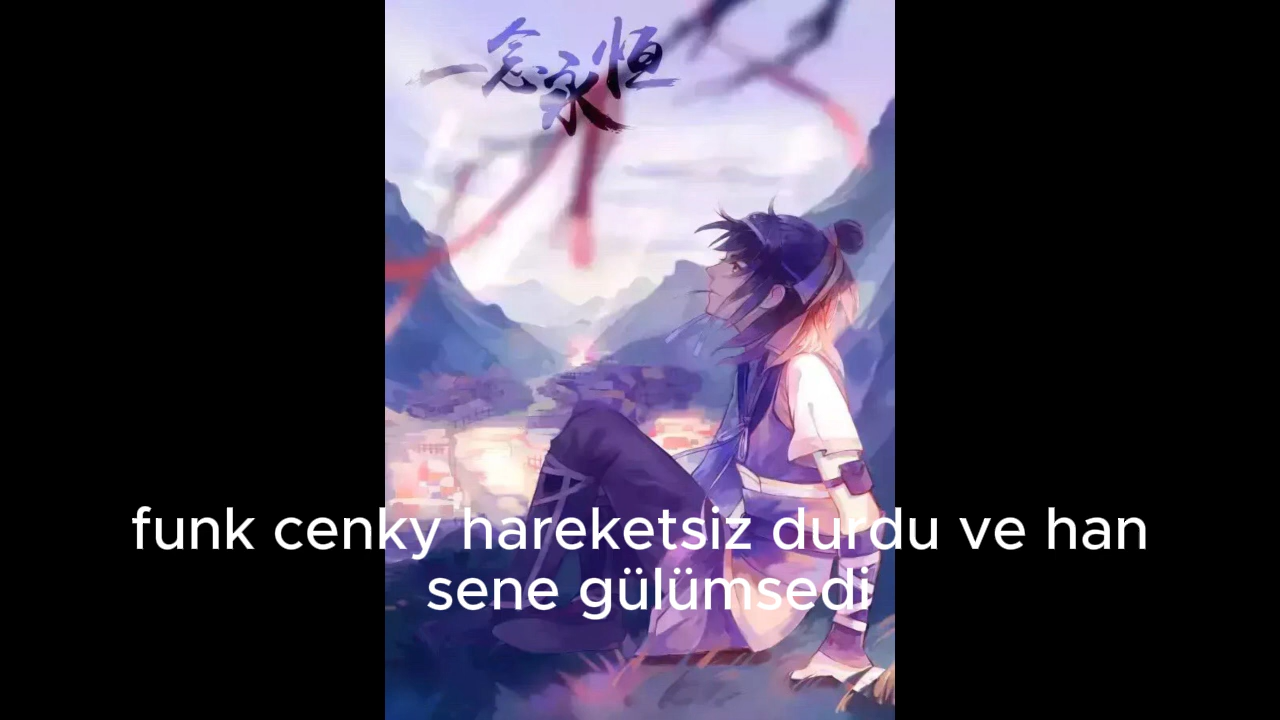 一念永恒
funk cenky hareketsiz durdu ve han
sene gülümsedi